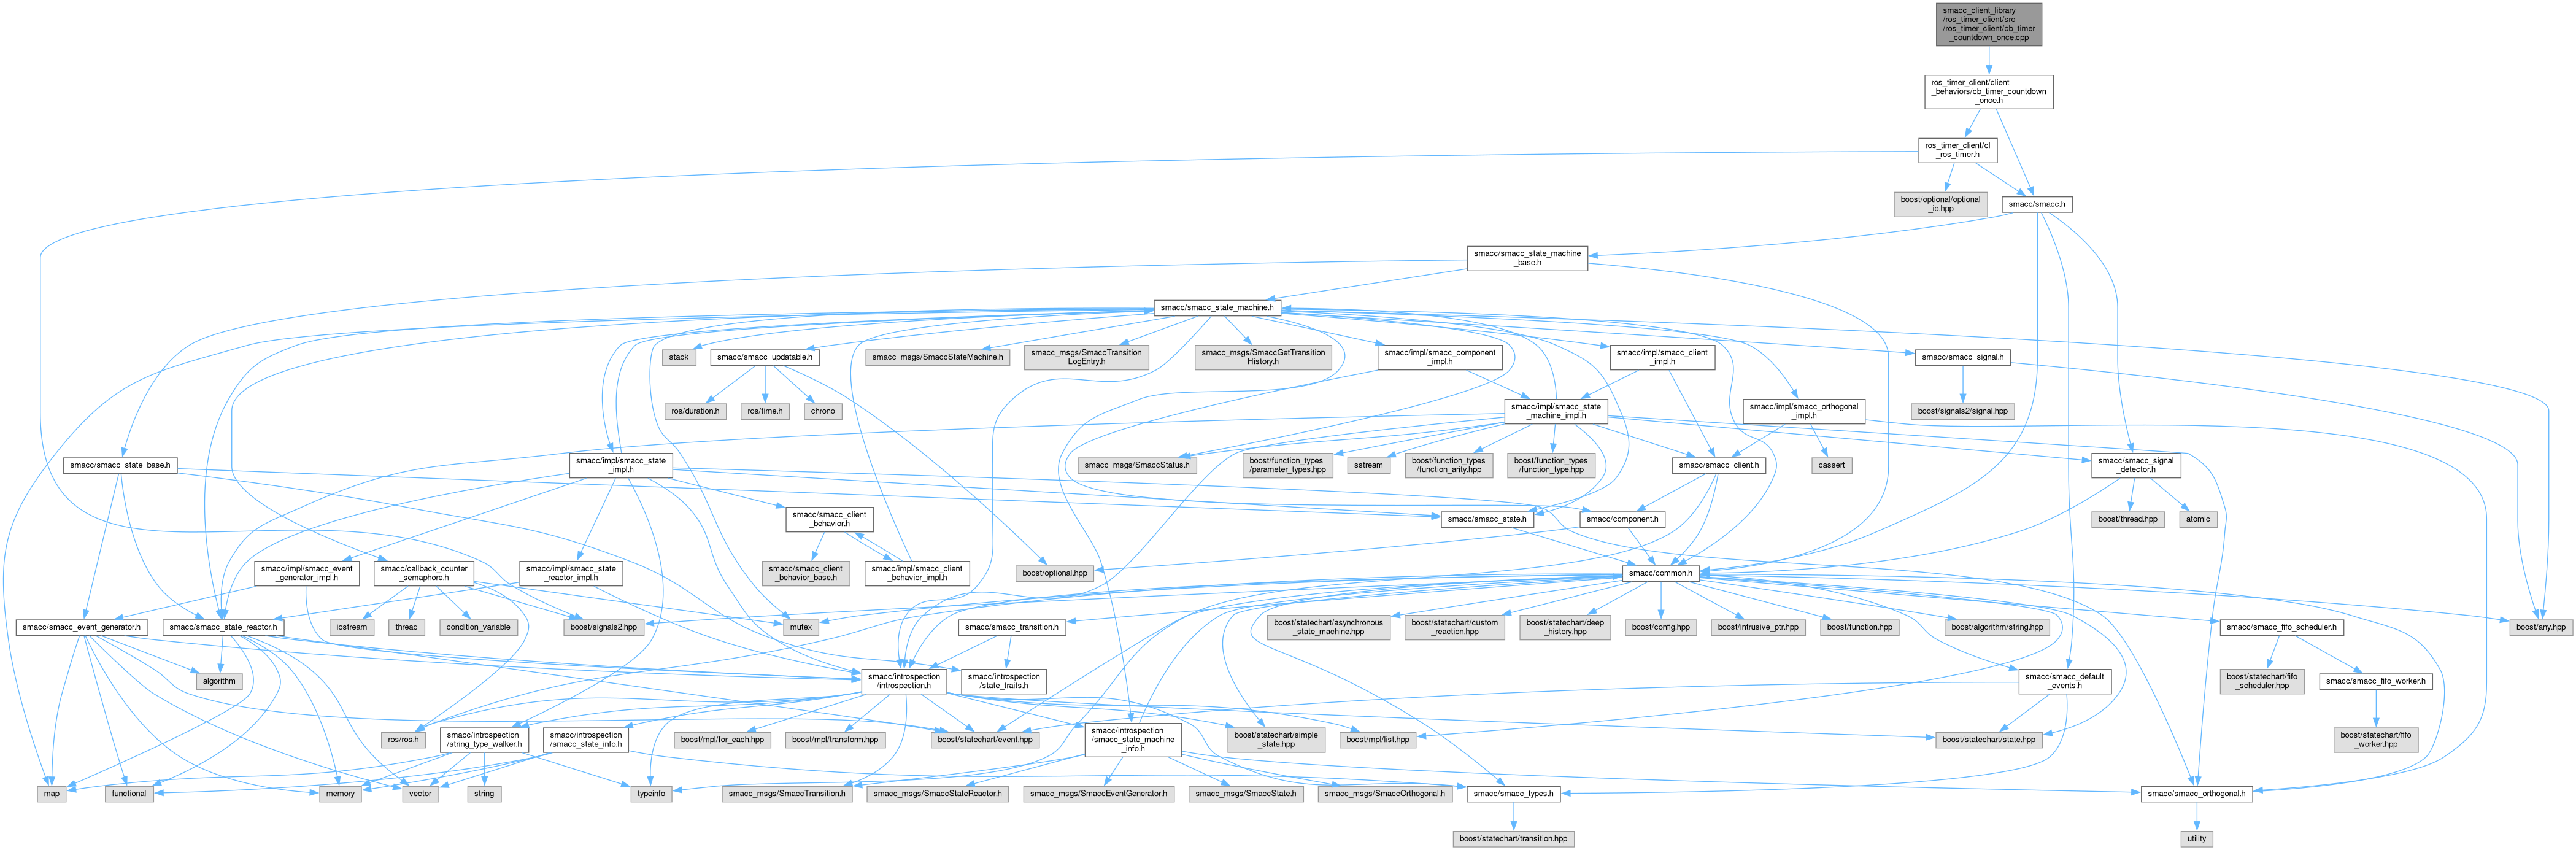 smacc_client_library
/ros_timer_client/src
/ros_timer_client/cb_timer
_countdown_once.cpp
ros_timer_client/client
_behaviors/cb_timer_countdown
_once.h
ros_timer_client/cl
_ros_timer.h
boost/optional/optional
_io.hpp
smacc/smacc.h
smacc/smacc_state_machine
_base.h
smacc/smacc_state_machine.h
stack
smacc/smacc_updatable.h
smacc_msgs/SmaccStateMachine.h
smacc_msgs/SmaccTransition
LogEntry.h
smacc_msgs/SmaccGetTransition
History.h
smacc/impl/smacc_component
_impl.h
smacc/impl/smacc_client
_impl.h
smacc/smacc_signal.h
ros/duration.h
ros/time.h
chrono
smacc/impl/smacc_state
_machine_impl.h
smacc/impl/smacc_orthogonal
_impl.h
boost/signals2/signal.hpp
smacc/smacc_state_base.h
smacc/impl/smacc_state
_impl.h
smacc_msgs/SmaccStatus.h
boost/function_types
/parameter_types.hpp
sstream
boost/function_types
/function_arity.hpp
boost/function_types
/function_type.hpp
smacc/smacc_client.h
cassert
smacc/smacc_signal
_detector.h
smacc/smacc_client
_behavior.h
smacc/smacc_state.h
smacc/component.h
boost/thread.hpp
atomic
smacc/impl/smacc_event
_generator_impl.h
smacc/callback_counter
_semaphore.h
smacc/impl/smacc_state
_reactor_impl.h
smacc/smacc_client
_behavior_base.h
smacc/impl/smacc_client
_behavior_impl.h
boost/optional.hpp
smacc/common.h
smacc/smacc_event_generator.h
smacc/smacc_state_reactor.h
iostream
thread
condition_variable
boost/signals2.hpp
mutex
smacc/smacc_transition.h
boost/statechart/asynchronous
_state_machine.hpp
boost/statechart/custom
_reaction.hpp
boost/statechart/deep
_history.hpp
boost/config.hpp
boost/intrusive_ptr.hpp
boost/function.hpp
boost/algorithm/string.hpp
smacc/smacc_fifo_scheduler.h
boost/any.hpp
algorithm
smacc/introspection
/introspection.h
smacc/introspection
/state_traits.h
smacc/smacc_default
_events.h
boost/statechart/fifo
_scheduler.hpp
smacc/smacc_fifo_worker.h
ros/ros.h
smacc/introspection
/string_type_walker.h
smacc/introspection
/smacc_state_info.h
boost/mpl/for_each.hpp
boost/mpl/transform.hpp
boost/statechart/event.hpp
smacc/introspection
/smacc_state_machine
_info.h
boost/statechart/simple
_state.hpp
boost/mpl/list.hpp
boost/statechart/state.hpp
boost/statechart/fifo
_worker.hpp
map
functional
memory
vector
string
typeinfo
smacc_msgs/SmaccTransition.h
smacc_msgs/SmaccStateReactor.h
smacc_msgs/SmaccEventGenerator.h
smacc_msgs/SmaccState.h
smacc_msgs/SmaccOrthogonal.h
smacc/smacc_types.h
smacc/smacc_orthogonal.h
boost/statechart/transition.hpp
utility